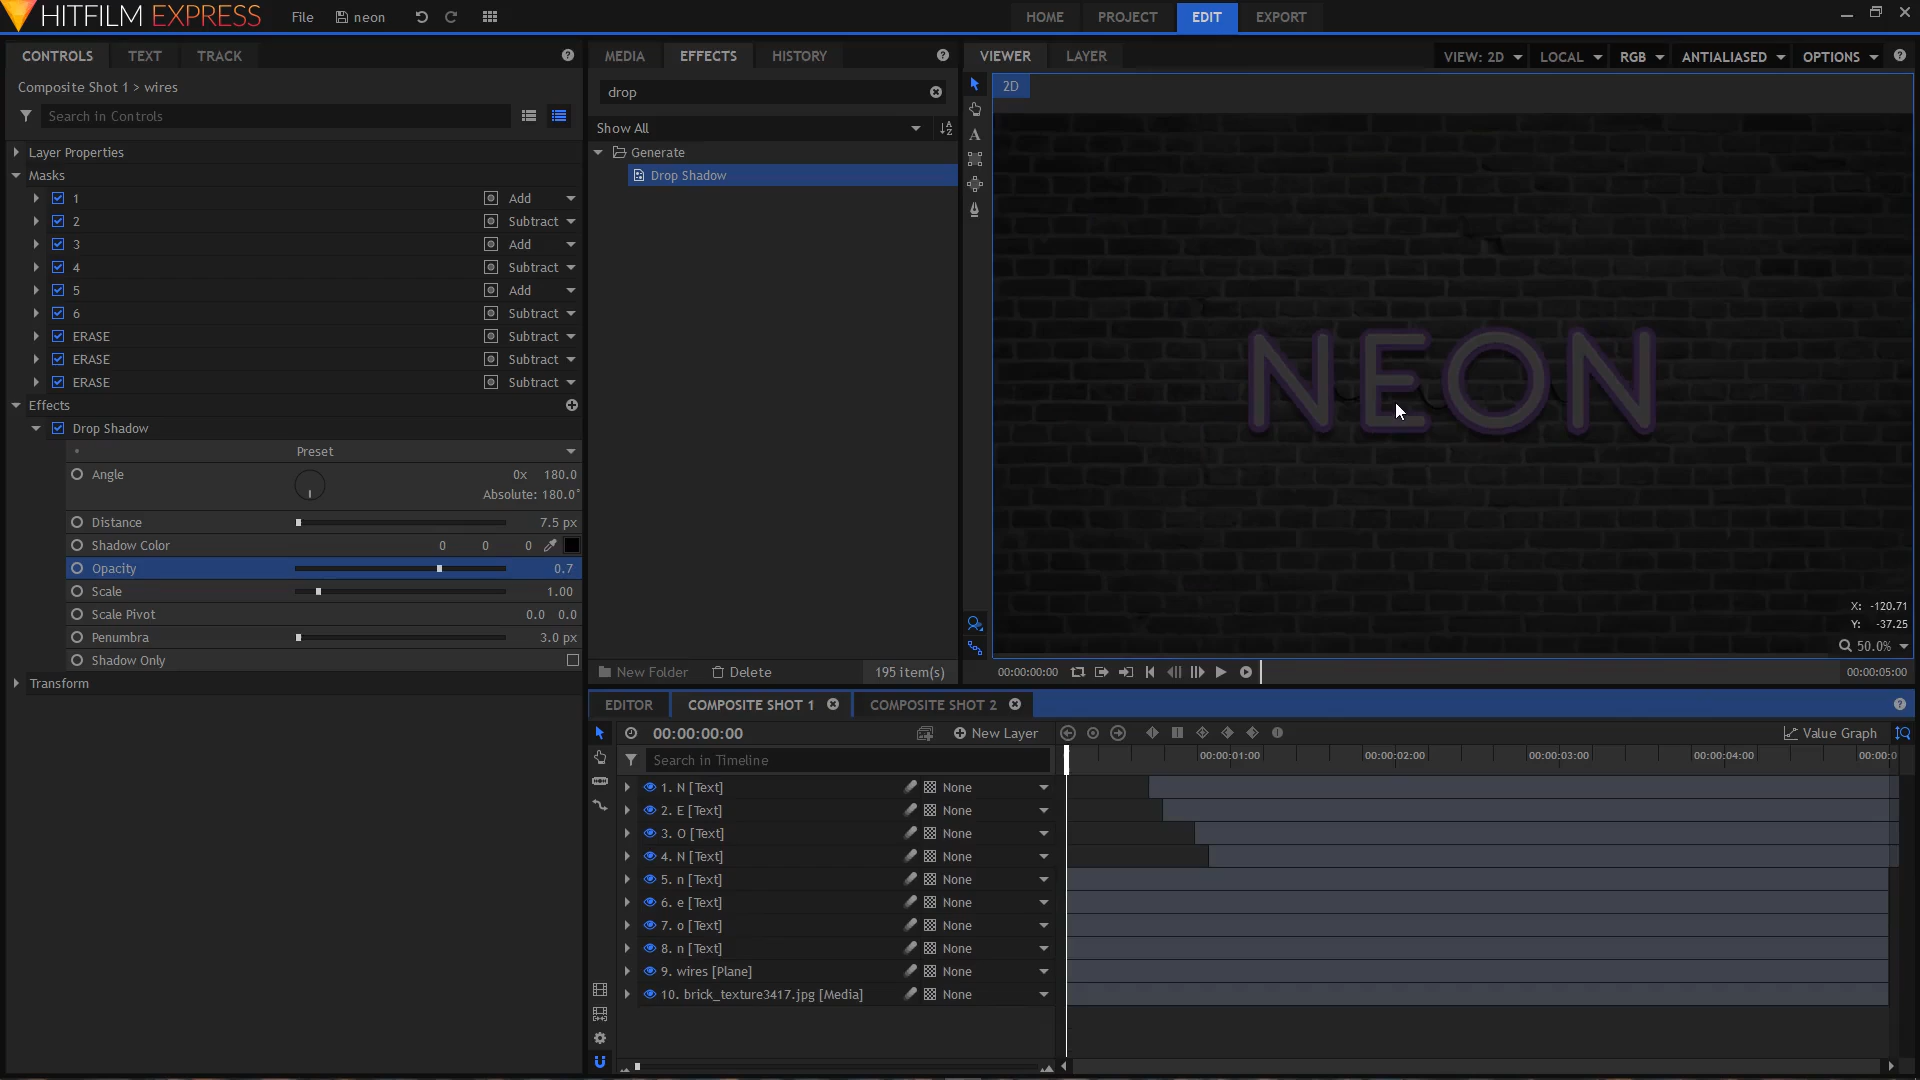 HITFILM EXPRESS
File
neon
HOME
PROJECT
EDIT
EXPORT
CONTROLS
TEXT
TRACK
Composite Shot 1 > wires
Search in Controls
Layer Properties
Masks
1 Add
2 Subtract
3 Add
4 Subtract
5 Add
6 Subtract
ERASE Subtract
ERASE Subtract
ERASE Subtract
Effects
Drop Shadow
Preset
Angle 0x 180.0
Absolute: 180.0°
Distance 7.5 px
Shadow Color 0 0 0
Opacity 0.7
Scale 1.00
Scale Pivot 0.0 0.0
Penumbra 3.0 px
Shadow Only
Transform
MEDIA
EFFECTS
HISTORY
drop
Show All
Generate
Drop Shadow
New Folder
Delete
195 item(s)
VIEWER
LAYER
VIEW: 2D
LOCAL
RGB
ANTIALIASED
OPTIONS
2D
NEON
X: -120.71
Y: -37.25
50.0%
00:00:00:00
00:00:05:00
EDITOR
COMPOSITE SHOT 1
COMPOSITE SHOT 2
00:00:00:00
New Layer
Value Graph
Search in Timeline
00:00:01:00
00:00:02:00
00:00:03:00
00:00:04:00
00:00:0
1. N [Text] None
2. E [Text] None
3. O [Text] None
4. N [Text] None
5. n [Text] None
6. e [Text] None
7. o [Text] None
8. n [Text] None
9. wires [Plane] None
10. brick_texture3417.jpg [Media] None